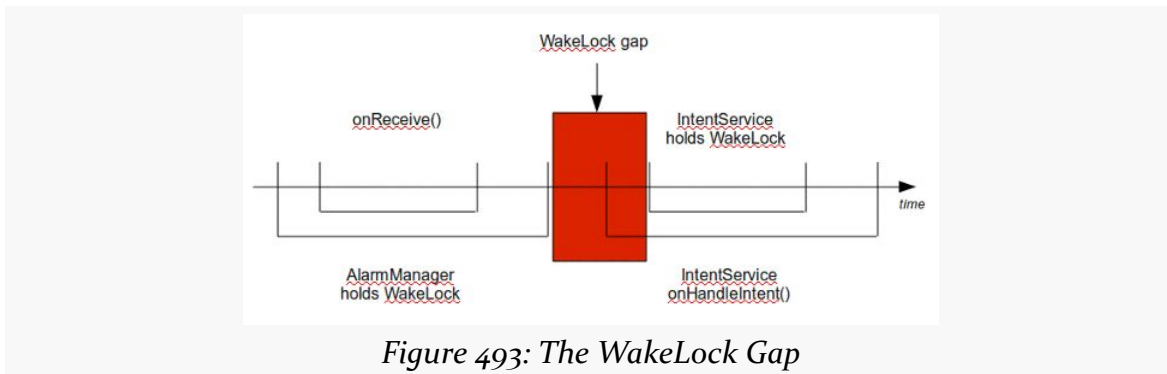 WakeLock gap
onReceive()
IntentService
holds WakeLock
time
AlarmManager
holds WakeLock
IntentService
onHandleIntent()
Figure 493: The WakeLock Gap